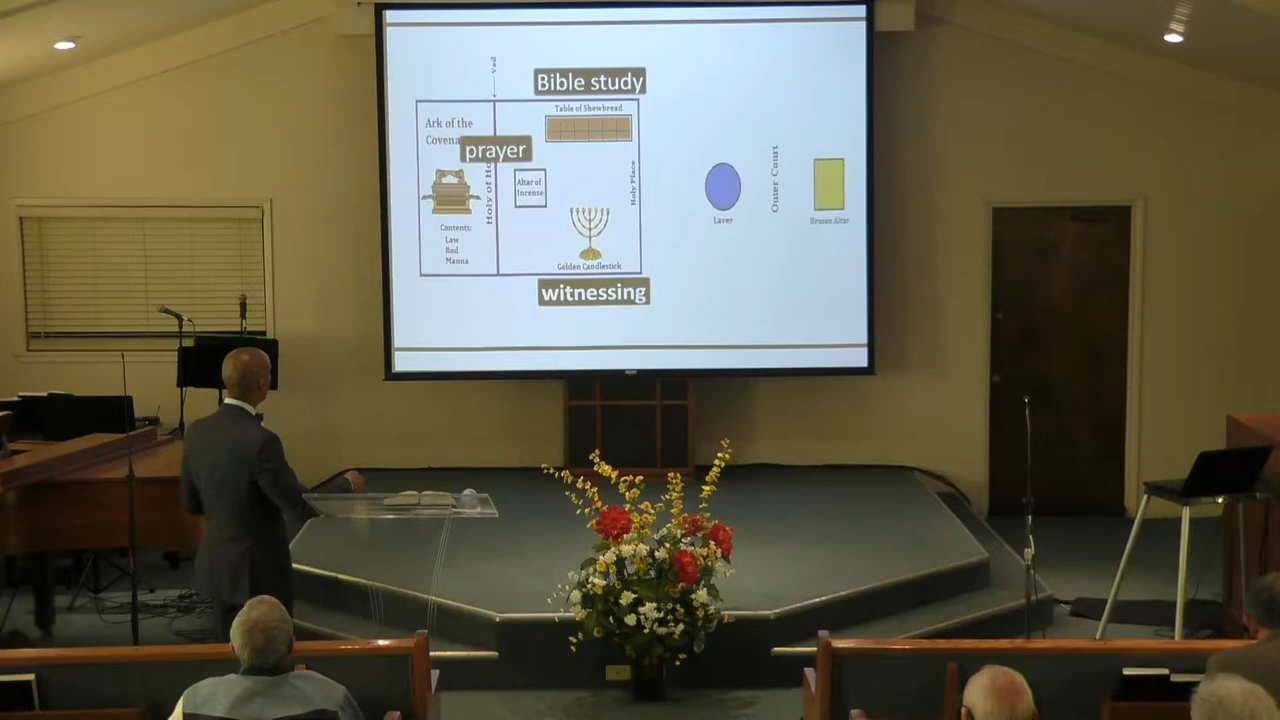 Veil
Bible study
Table of Shewbread
Ark of the
Covena
prayer
Holy of Ho
Altar of
Incense
Holy Place
Contents:
Law
Rod
Manna
Golden Candlestick
witnessing
Laver
Outer Court
Brazen Altar